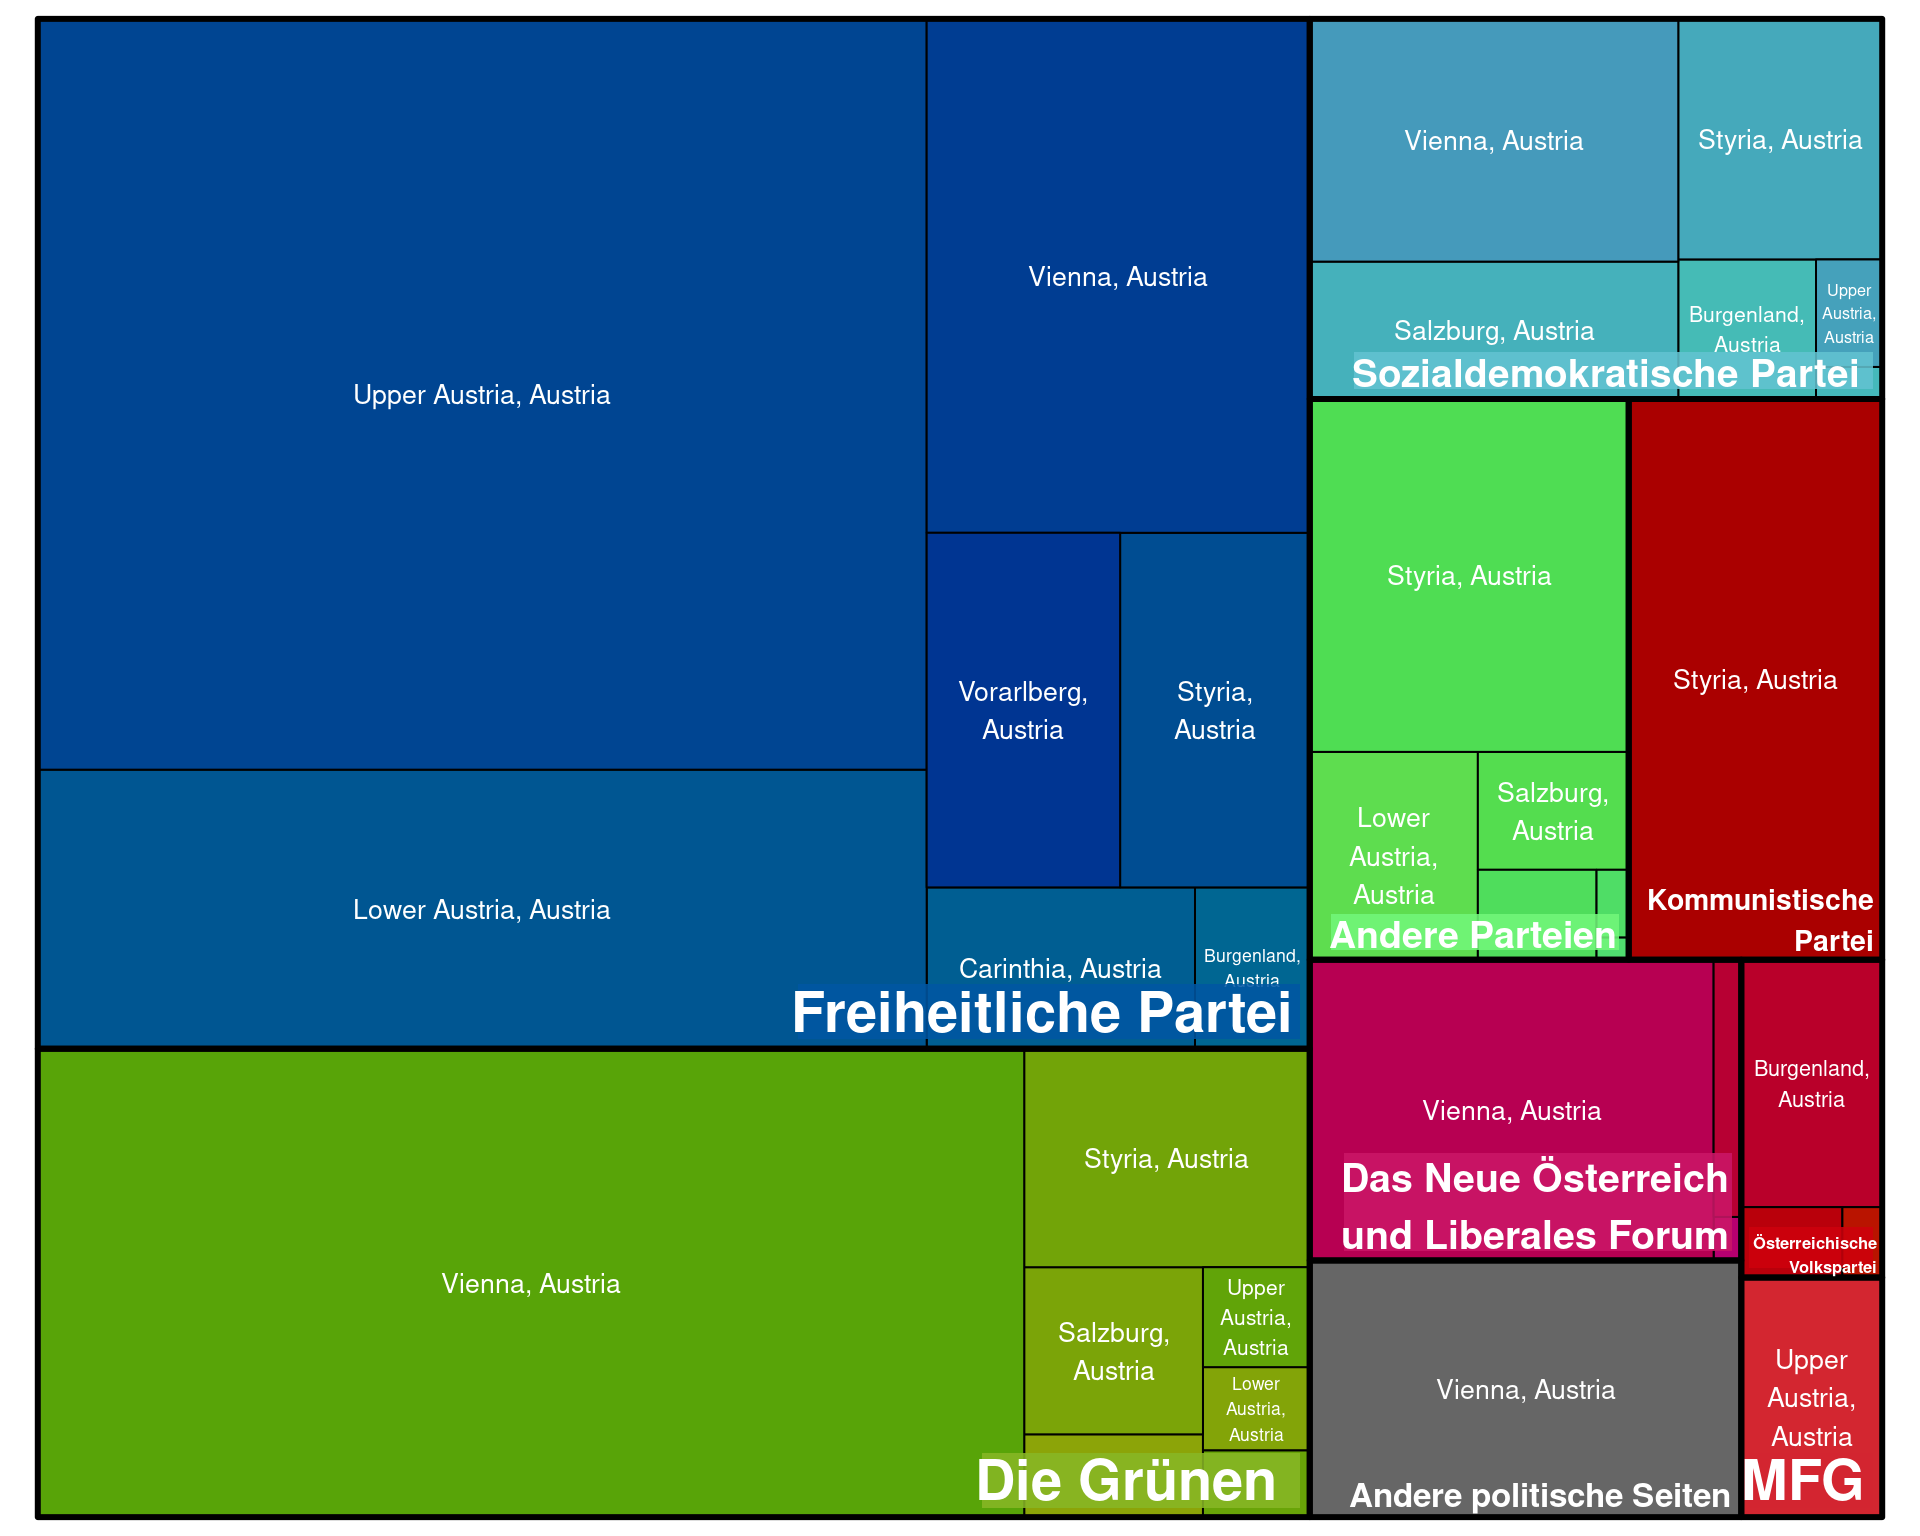 Upper Austria, Austria
Vienna, Austria
Vorarlberg,
Austria
Styria,
Austria
Lower Austria, Austria
Carinthia, Austria
Burgenland,
Austria
Freiheitliche Partei
Vienna, Austria
Styria, Austria
Salzburg,
Austria
Upper
Austria,
Austria
Lower
Austria,
Austria
Die Grünen
Vienna, Austria
Styria, Austria
Salzburg, Austria
Burgenland,
Austria
Upper
Austria,
Austria
Sozialdemokratische Partei
Styria, Austria
Lower
Austria,
Austria
Salzburg,
Austria
Andere Parteien
Styria, Austria
Kommunistische
Partei
Vienna, Austria
Das Neue Österreich
und Liberales Forum
Burgenland,
Austria
Österreichische
Volkspartei
Vienna, Austria
Andere politische Seiten
Upper
Austria,
Austria
MFG